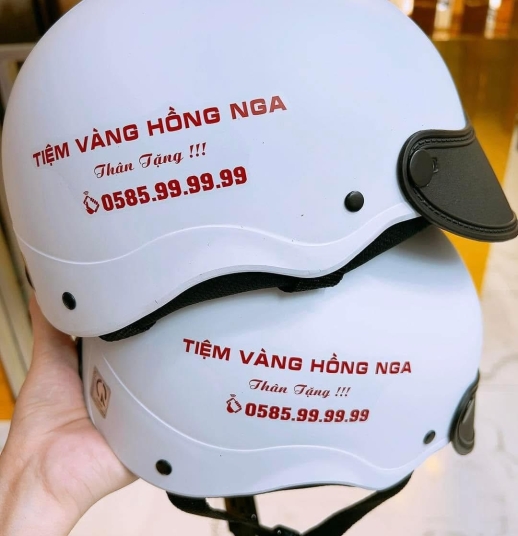 TIỆM VÀNG HỒNG NGA
Thân Tặng !!!
0585.99.99.99
TIỆM VÀNG HỒNG NGA
Thân Tặng !!!
0585.99.99.99